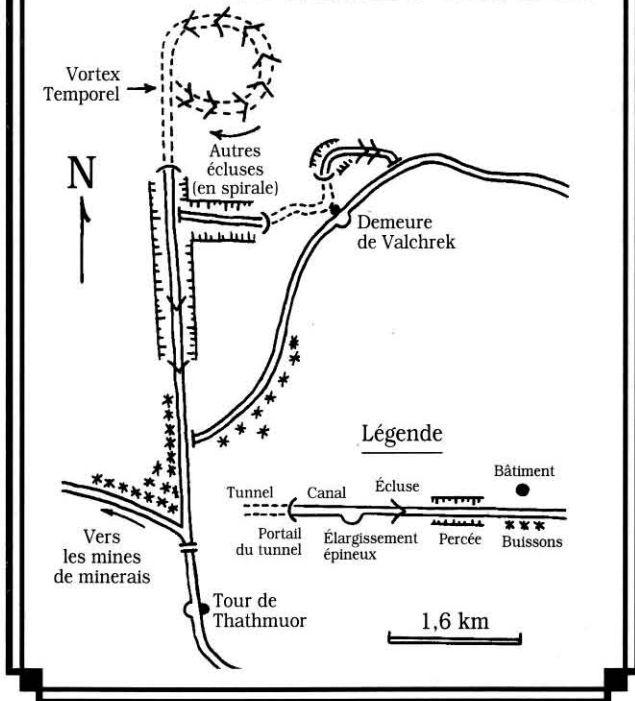 Vortex
Temporel
Autres
écluses
(en spirale)
N
Demeure
de Valchrek
Légende
Bâtiment
Tunnel
Canal
Écluse
Portail
du tunnel
Élargissement
épineux
Percée
Buissons
Vers
les mines
de minerais
Tour de
Thathmuor
1,6 km